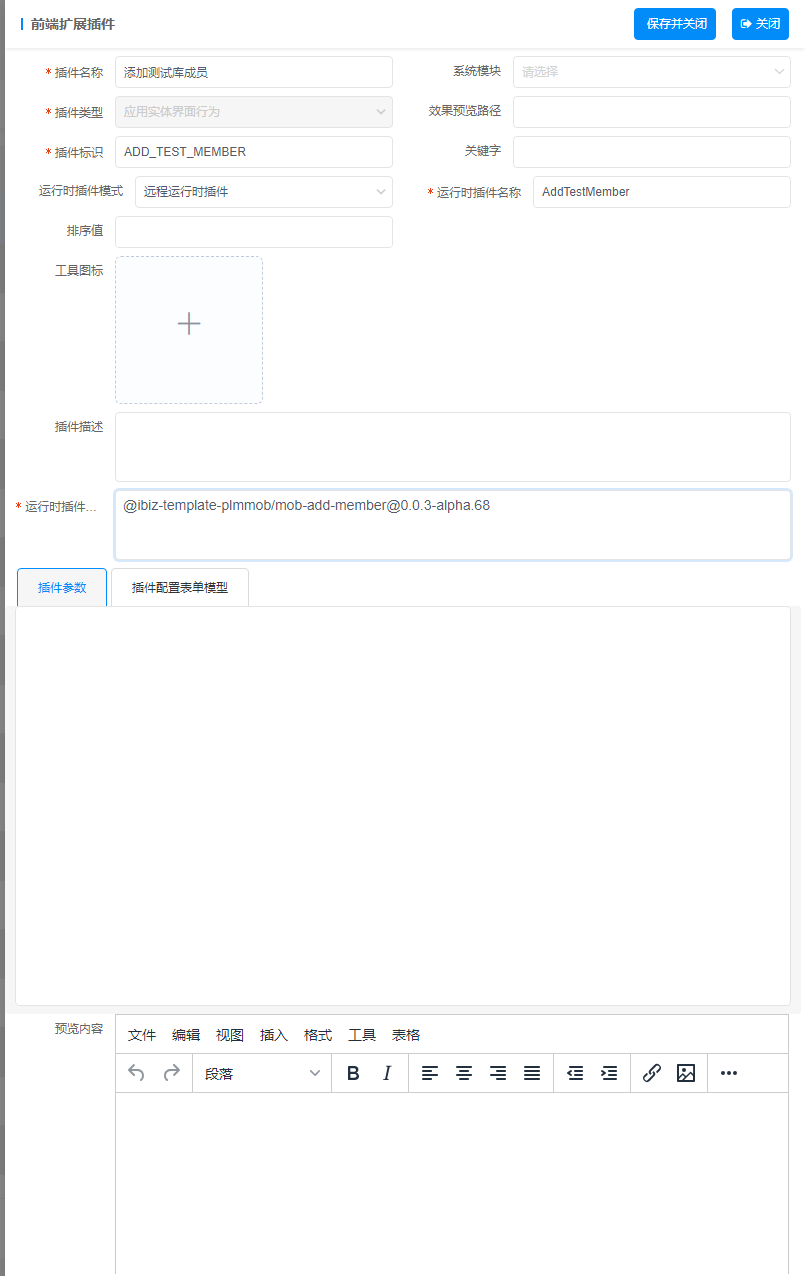 前端扩展插件
保存并关闭
关闭
* 插件名称 添加测试库成员
系统模块 请选择
* 插件类型 应用实体界面行为
效果预览路径
* 插件标识 ADD_TEST_MEMBER
关键字
运行时插件模式 远程运行时插件
* 运行时插件名称 AddTestMember
排序值
工具图标
插件描述
* 运行时插件... @ibiz-template-plmmob/mob-add-member@0.0.3-alpha.68
插件参数 插件配置表单模型
预览内容
文件 编辑 视图 插入 格式 工具 表格
段落 B I